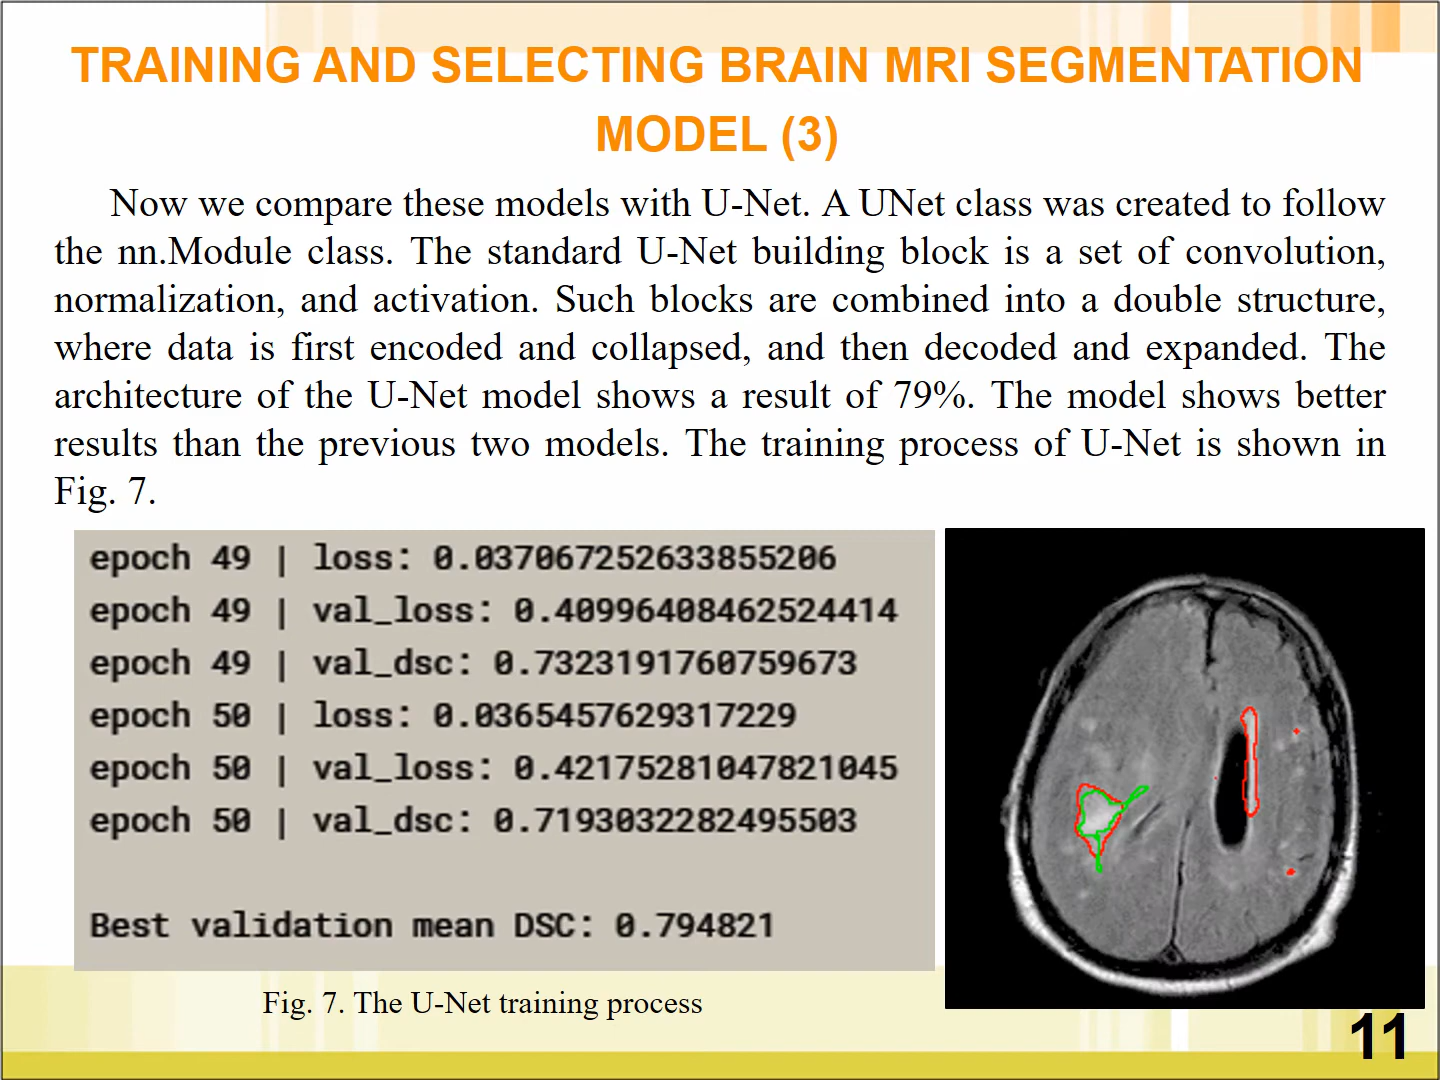 TRAINING AND SELECTING BRAIN MRI SEGMENTATION
MODEL (3)
Now we compare these models with U-Net. A UNet class was created to follow
the nn.Module class. The standard U-Net building block is a set of convolution,
normalization, and activation. Such blocks are combined into a double structure,
where data is first encoded and collapsed, and then decoded and expanded. The
architecture of the U-Net model shows a result of 79%. The model shows better
results than the previous two models. The training process of U-Net is shown in
Fig. 7.
epoch 49 | loss: 0.037067252633855206
epoch 49 | val_loss: 0.40996408462524414
epoch 49 | val_dsc: 0.7323191760759673
epoch 50 | loss: 0.0365457629317229
epoch 50 | val_loss: 0.42175281047821045
epoch 50 | val_dsc: 0.7193032282495503
Best validation mean DSC: 0.794821
Fig. 7. The U-Net training process
11